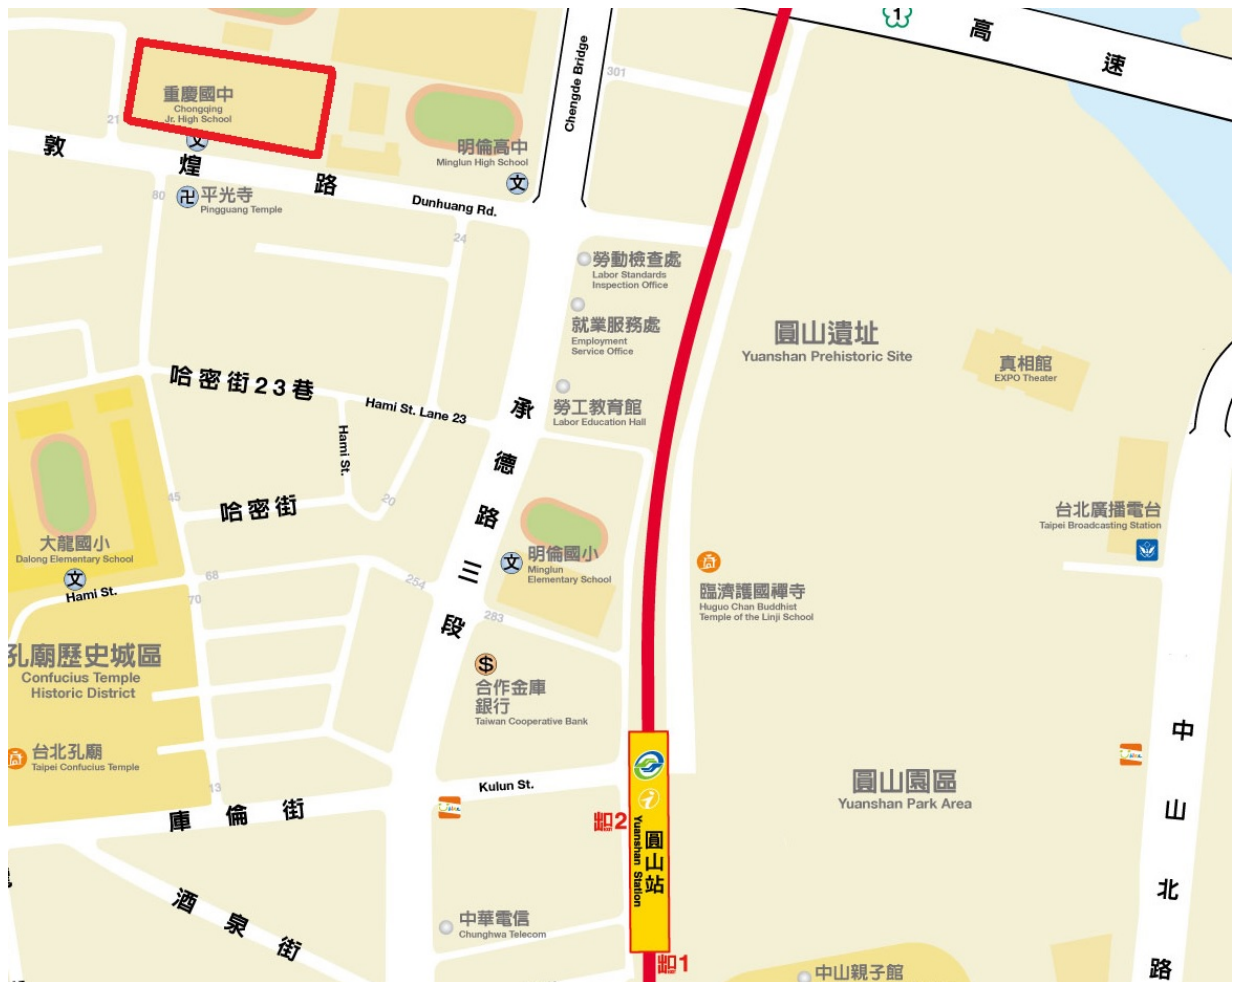 1
高
速
301
Chengde Bridge
重慶國中
Chongqing
Jr. High School
21
文
明倫高中
Minglun High School
文
敦
煌
路
Dunhuang Rd.
80
卍
平光寺
Pingguang Temple
24
勞動檢查處
Labor Standards
Inspection Office
就業服務處
Employment
Service Office
圓山遺址
Yuanshan Prehistoric Site
真相館
EXPO Theater
哈密街23巷
Hami St. Lane 23
勞工教育館
Labor Education Hall
承
德
路
三
段
Hami St.
45
哈密街
20
台北廣播電台
Taipei Broadcasting Station
大龍國小
Dalong Elementary School
文
Hami St.
明倫國小
Minglun
Elementary School
文
68
70
254
283
臨濟護國禪寺
Huguo Chan Buddhist
Temple of the Linji School
孔廟歷史城區
Confucius Temple
Historic District
$
合作金庫
銀行
Taiwan Cooperative Bank
台北孔廟
Taipei Confucius Temple
13
Kulun St.
庫倫街
i
圓山站
Yuanshan Station
出口2
圓山園區
Yuanshan Park Area
中
山
北
路
酒泉街
中華電信
Chunghwa Telecom
出口1
中山親子館